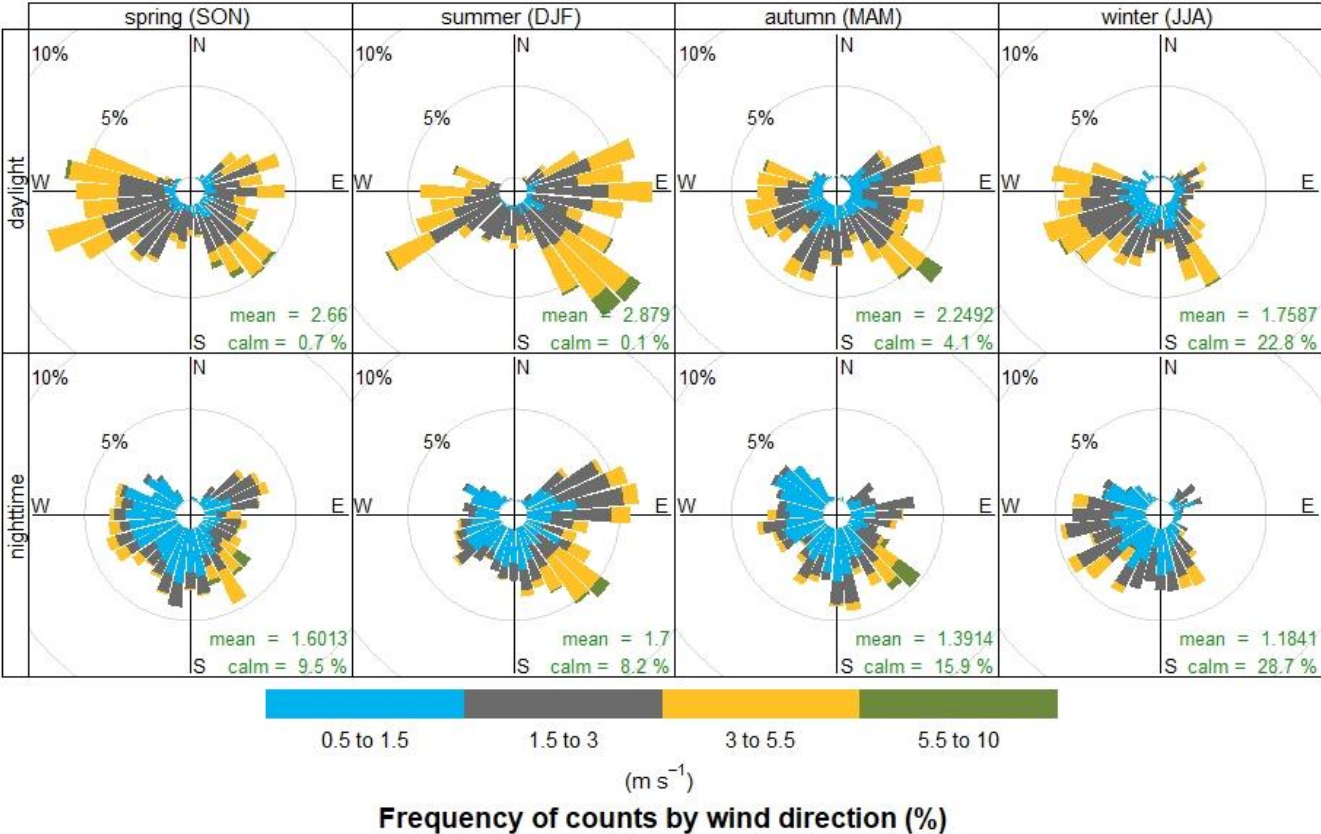 spring (SON) summer (DJF) autumn (MAM) winter (JJA)
daylight
10% N 10% N 10% N 10% N
5% 5% 5% 5%
W E W E W E W E
mean = 2.66 mean = 2.879 mean = 2.2492 mean = 1.7587
S calm = 0.7 % S calm = 0.1 % S calm = 4.1 % S calm = 22.8 %
nighttime
10% N 10% N 10% N 10% N
5% 5% 5% 5%
W E W E W E W E
mean = 1.6013 mean = 1.7 mean = 1.3914 mean = 1.1841
S calm = 9.5 % S calm = 8.2 % S calm = 15.9 % S calm = 28.7 %
0.5 to 1.5 1.5 to 3 3 to 5.5 5.5 to 10
(m s⁻¹)
Frequency of counts by wind direction (%)